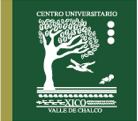 CENTRO UNIVERSITARIO
XICO
VALLE DE CHALCO